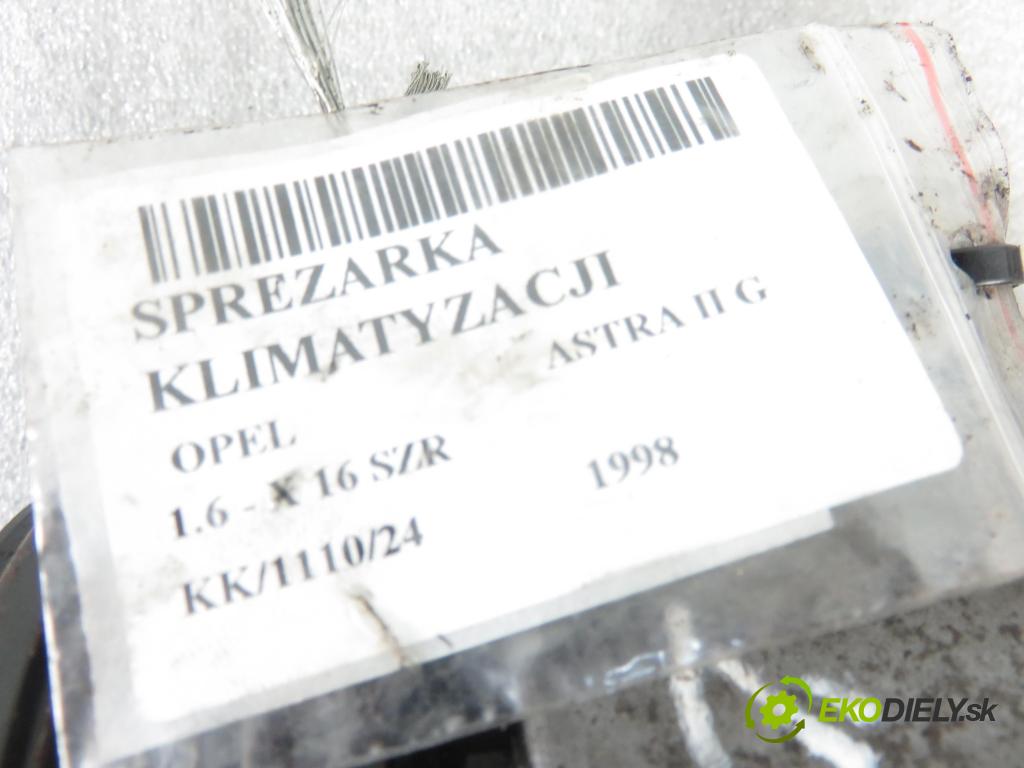 SPREZARKA
KLIMATYZACJI
OPEL ASTRA II G
1.6 - X 16 SZR 1998
KK/1110/24
EKODIELY.sk